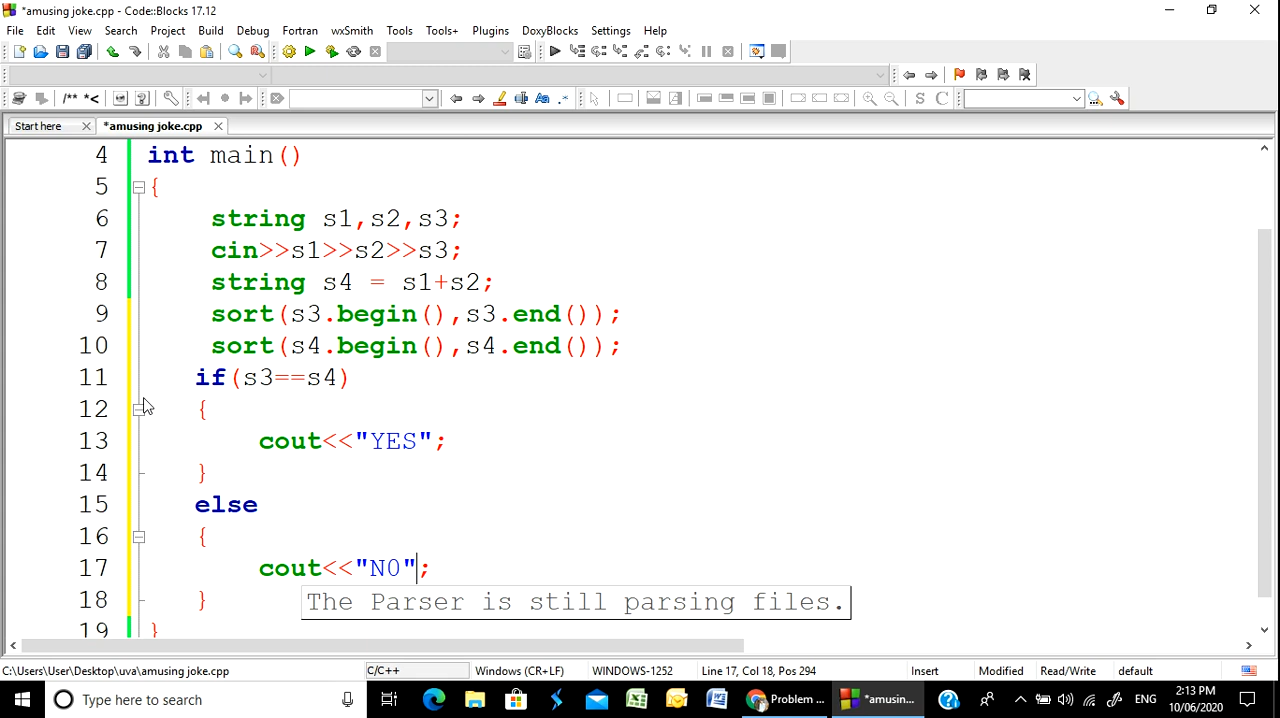 *amusing joke.cpp - Code::Blocks 17.12
File Edit View Search Project Build Debug Fortran wxSmith Tools Tools+ Plugins DoxyBlocks Settings Help
/** *<
S C
Start here *amusing joke.cpp
4 int main()
5 {
6 string s1,s2,s3;
7 cin>>s1>>s2>>s3;
8 string s4 = s1+s2;
9 sort(s3.begin(),s3.end());
10 sort(s4.begin(),s4.end());
11 if(s3==s4)
12 {
13 cout<<"YES";
14 }
15 else
16 {
17 cout<<"NO";
The Parser is still parsing files.
18 }
19 }
C:\Users\User\Desktop\uva\amusing joke.cpp C/C++ Windows (CR+LF) WINDOWS-1252 Line 17, Col 18, Pos 294 Insert Modified Read/Write default
Type here to search Problem ... *amusin... ENG 2:13 PM
10/06/2020